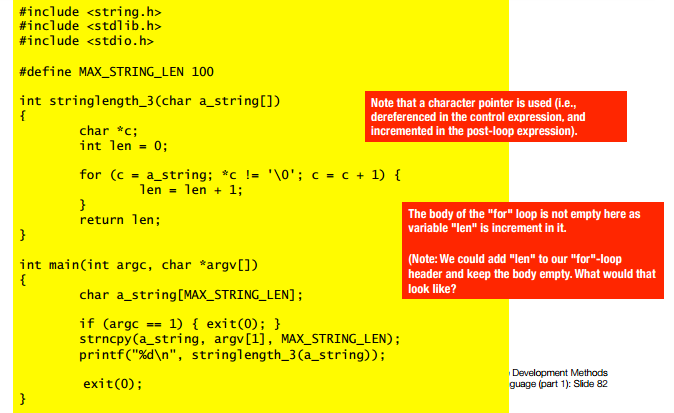 #include <string.h>
#include <stdlib.h>
#include <stdio.h>
#define MAX_STRING_LEN 100
int stringlength_3(char a_string[])
{
char *c;
int len = 0;
for (c = a_string; *c != '\0'; c = c + 1) {
len = len + 1;
}
return len;
}
int main(int argc, char *argv[])
{
char a_string[MAX_STRING_LEN];
if (argc == 1) { exit(0); }
strncpy(a_string, argv[1], MAX_STRING_LEN);
printf("%d\n", stringlength_3(a_string));
exit(0);
}
Note that a character pointer is used (i.e.,
dereferenced in the control expression, and
incremented in the post-loop expression).
The body of the "for" loop is not empty here as
variable "len" is increment in it.
(Note: We could add "len" to our "for"-loop
header and keep the body empty. What would that
look like?
Development Methods
(part 1): Slide 82